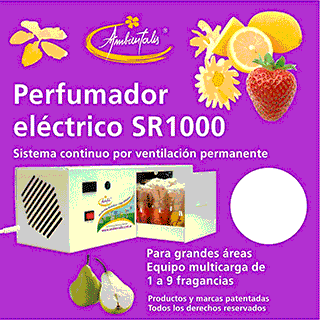 Ambientalis
Perfumador
eléctrico SR1000
Sistema continuo por ventilación permanente
Para grandes áreas
Equipo multicarga de
1 a 9 fragancias
Productos y marcas patentadas
Todos los derechos reservados